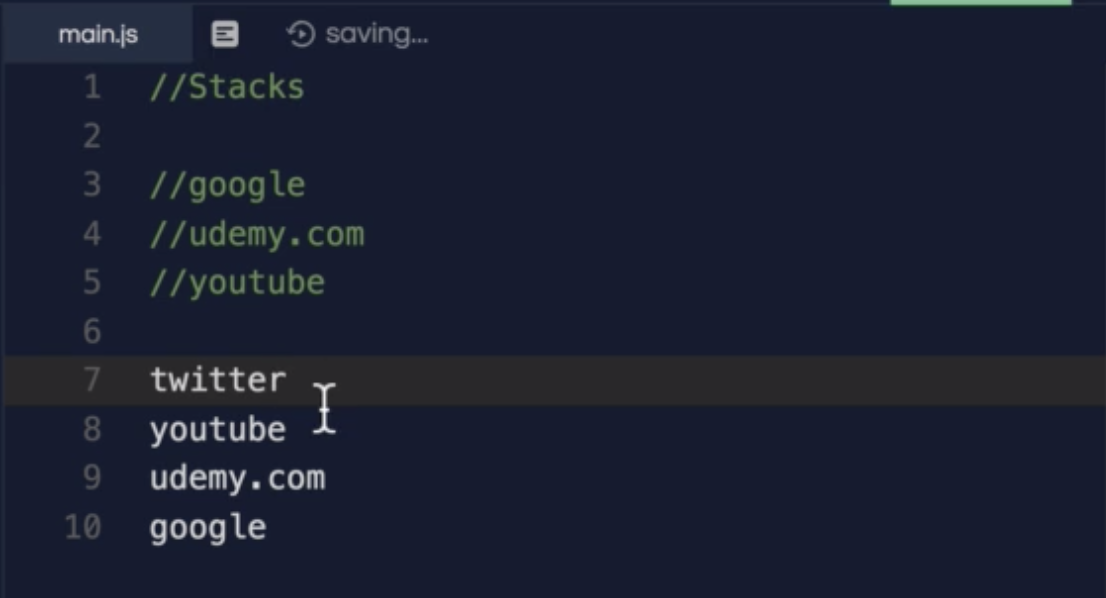 main.js saving...
1 //Stacks
2
3 //google
4 //udemy.com
5 //youtube
6
7 twitter
8 youtube
9 udemy.com
10 google